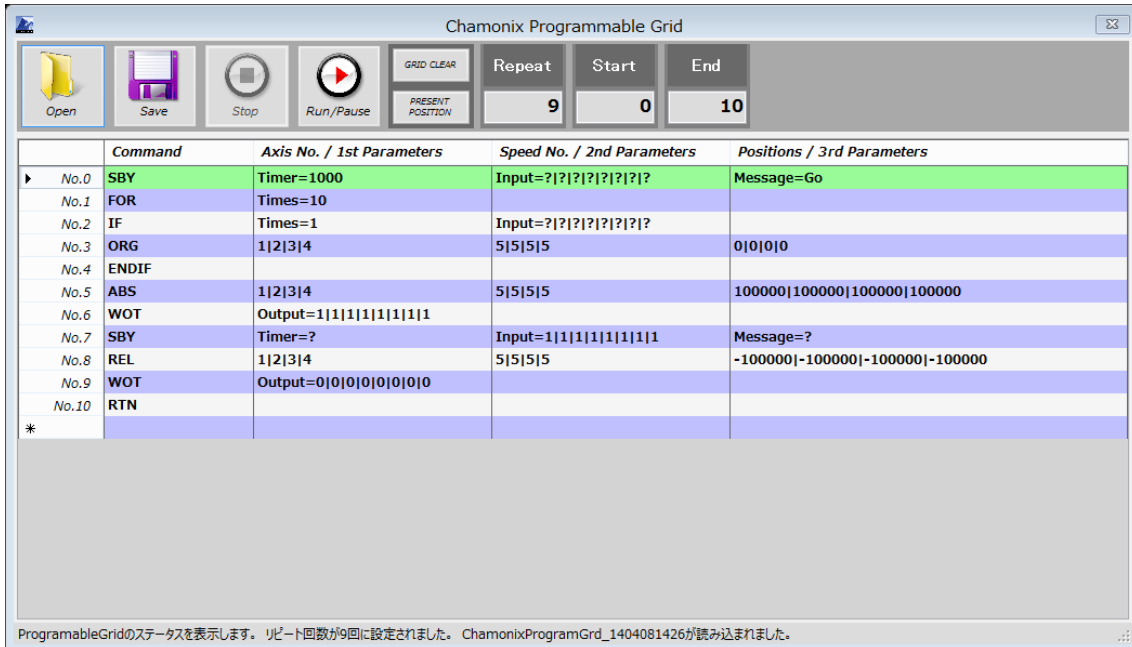 Chamonix Programmable Grid
Open
Save
Stop
Run/Pause
GRID CLEAR
PRESENT POSITION
Repeat Start End
9 0 10
Command Axis No. / 1st Parameters Speed No. / 2nd Parameters Positions / 3rd Parameters
No.0 SBY Timer=1000 Input=?|?|?|?|?|?|?|? Message=Go
No.1 FOR Times=10
No.2 IF Times=1 Input=?|?|?|?|?|?|?|?
No.3 ORG 1|2|3|4 5|5|5|5 0|0|0|0
No.4 ENDIF
No.5 ABS 1|2|3|4 5|5|5|5 100000|100000|100000|100000
No.6 WOT Output=1|1|1|1|1|1|1|1
No.7 SBY Timer=? Input=1|1|1|1|1|1|1|1 Message=?
No.8 REL 1|2|3|4 5|5|5|5 -100000|-100000|-100000|-100000
No.9 WOT Output=0|0|0|0|0|0|0|0
No.10 RTN
ProgramableGridのステータスを表示します。 リピート回数が9回に設定されました。 ChamonixProgramGrd_1404081426が読み込まれました。